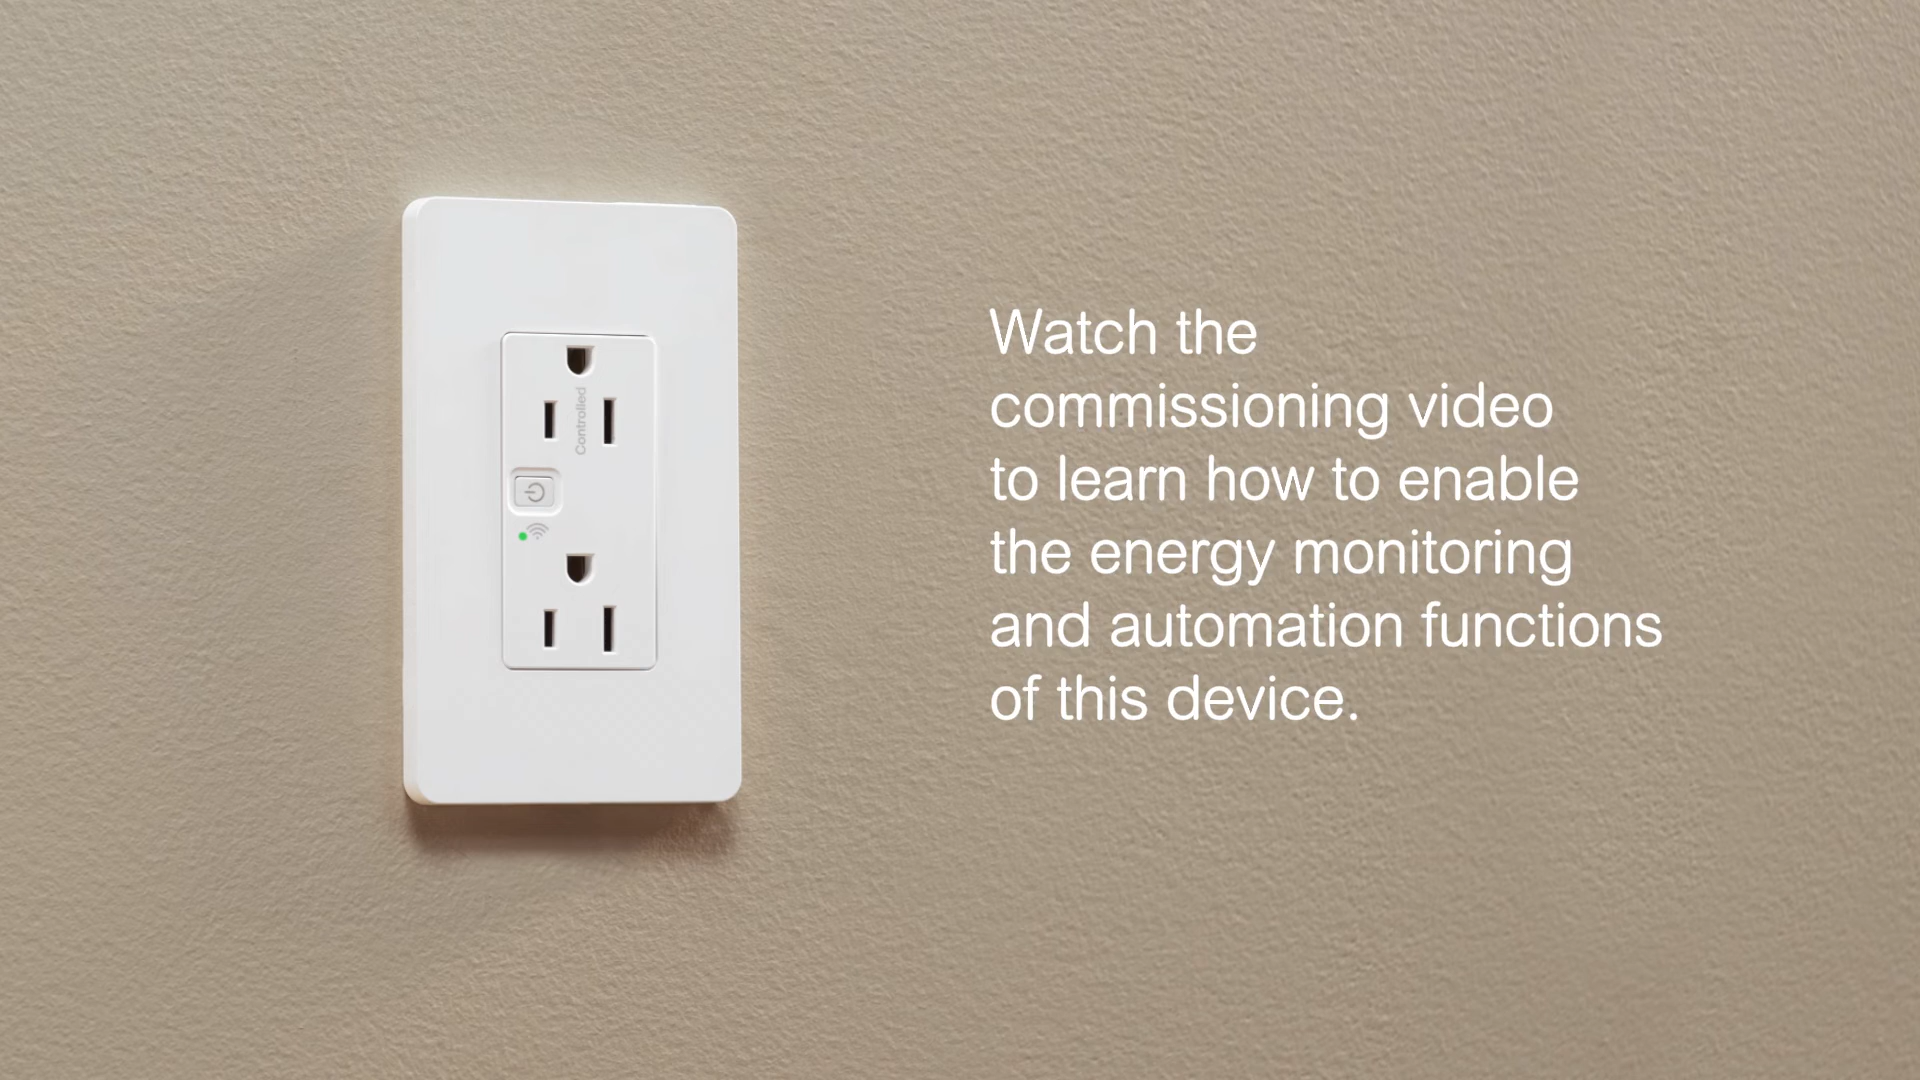 Controlled
Watch the
commissioning video
to learn how to enable
the energy monitoring
and automation functions
of this device.